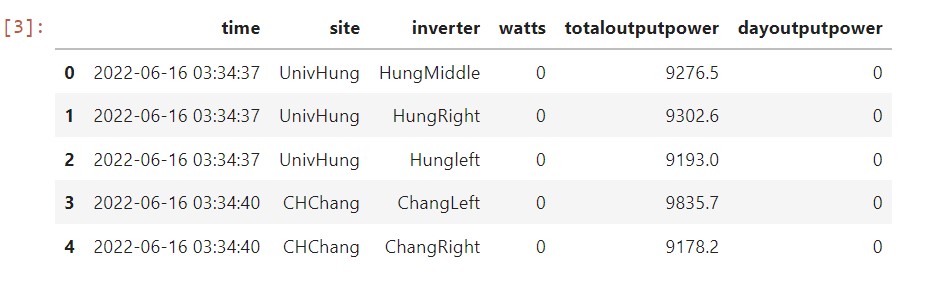 [3]:
time site inverter watts totaloutputpower dayoutputpower
0 2022-06-16 03:34:37 UnivHung HungMiddle 0 9276.5 0
1 2022-06-16 03:34:37 UnivHung HungRight 0 9302.6 0
2 2022-06-16 03:34:37 UnivHung Hungleft 0 9193.0 0
3 2022-06-16 03:34:40 CHChang ChangLeft 0 9835.7 0
4 2022-06-16 03:34:40 CHChang ChangRight 0 9178.2 0